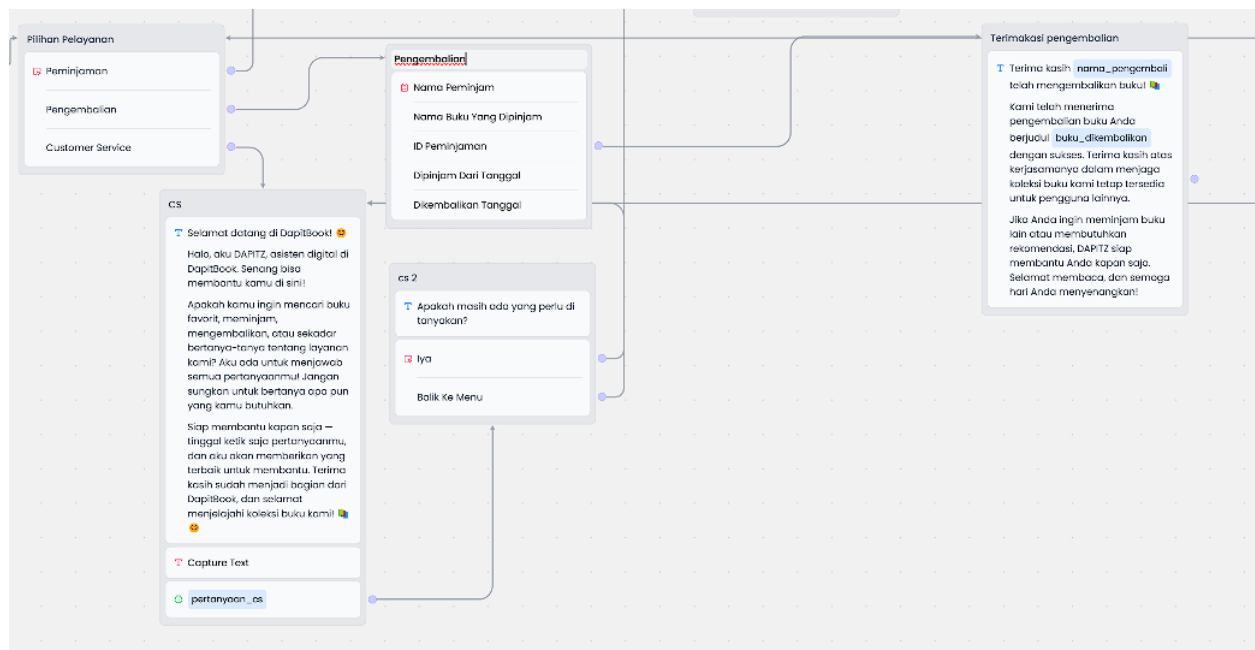 Pilihan Pelayanan
Peminjaman
Pengembalian
Customer Service
Pengembalian
Nama Peminjam
Nama Buku Yang Dipinjam
ID Peminjaman
Dipinjam Dari Tanggal
Dikembalikan Tanggal
Terimakasi pengembalian
Terima kasih nama_pengembali
telah mengembalikan buku! 📚
Kami telah menerima
pengembalian buku Anda
berjudul buku_dikembalikan
dengan sukses. Terima kasih atas
kerjasamanya dalam menjaga
koleksi buku kami tetap tersedia
untuk pengguna lainnya.
Jika Anda ingin meminjam buku
lain atau membutuhkan
rekomendasi, DAPITZ siap
membantu Anda kapan saja.
Selamat membaca, dan semoga
hari Anda menyenangkan!
CS
Selamat datang di DapitBook! 😊
Halo, aku DAPITZ, asisten digital di
DapitBook. Senang bisa
membantu kamu di sini!
Apakah kamu ingin mencari buku
favorit, meminjam,
mengembalikan, atau sekadar
bertanya-tanya tentang layanan
kami? Aku ada untuk menjawab
semua pertanyaanmu! Jangan
sungkan untuk bertanya apa pun
yang kamu butuhkan.
Siap membantu kapan saja —
tinggal ketik saja pertanyaanmu,
dan aku akan memberikan yang
terbaik untuk membantu. Terima
kasih sudah menjadi bagian dari
DapitBook, dan selamat
menjelajahi koleksi buku kami! 📚
😊
Capture Text
pertanyaan_cs
cs 2
Apakah masih ada yang perlu di
tanyakan?
Iya
Balik Ke Menu